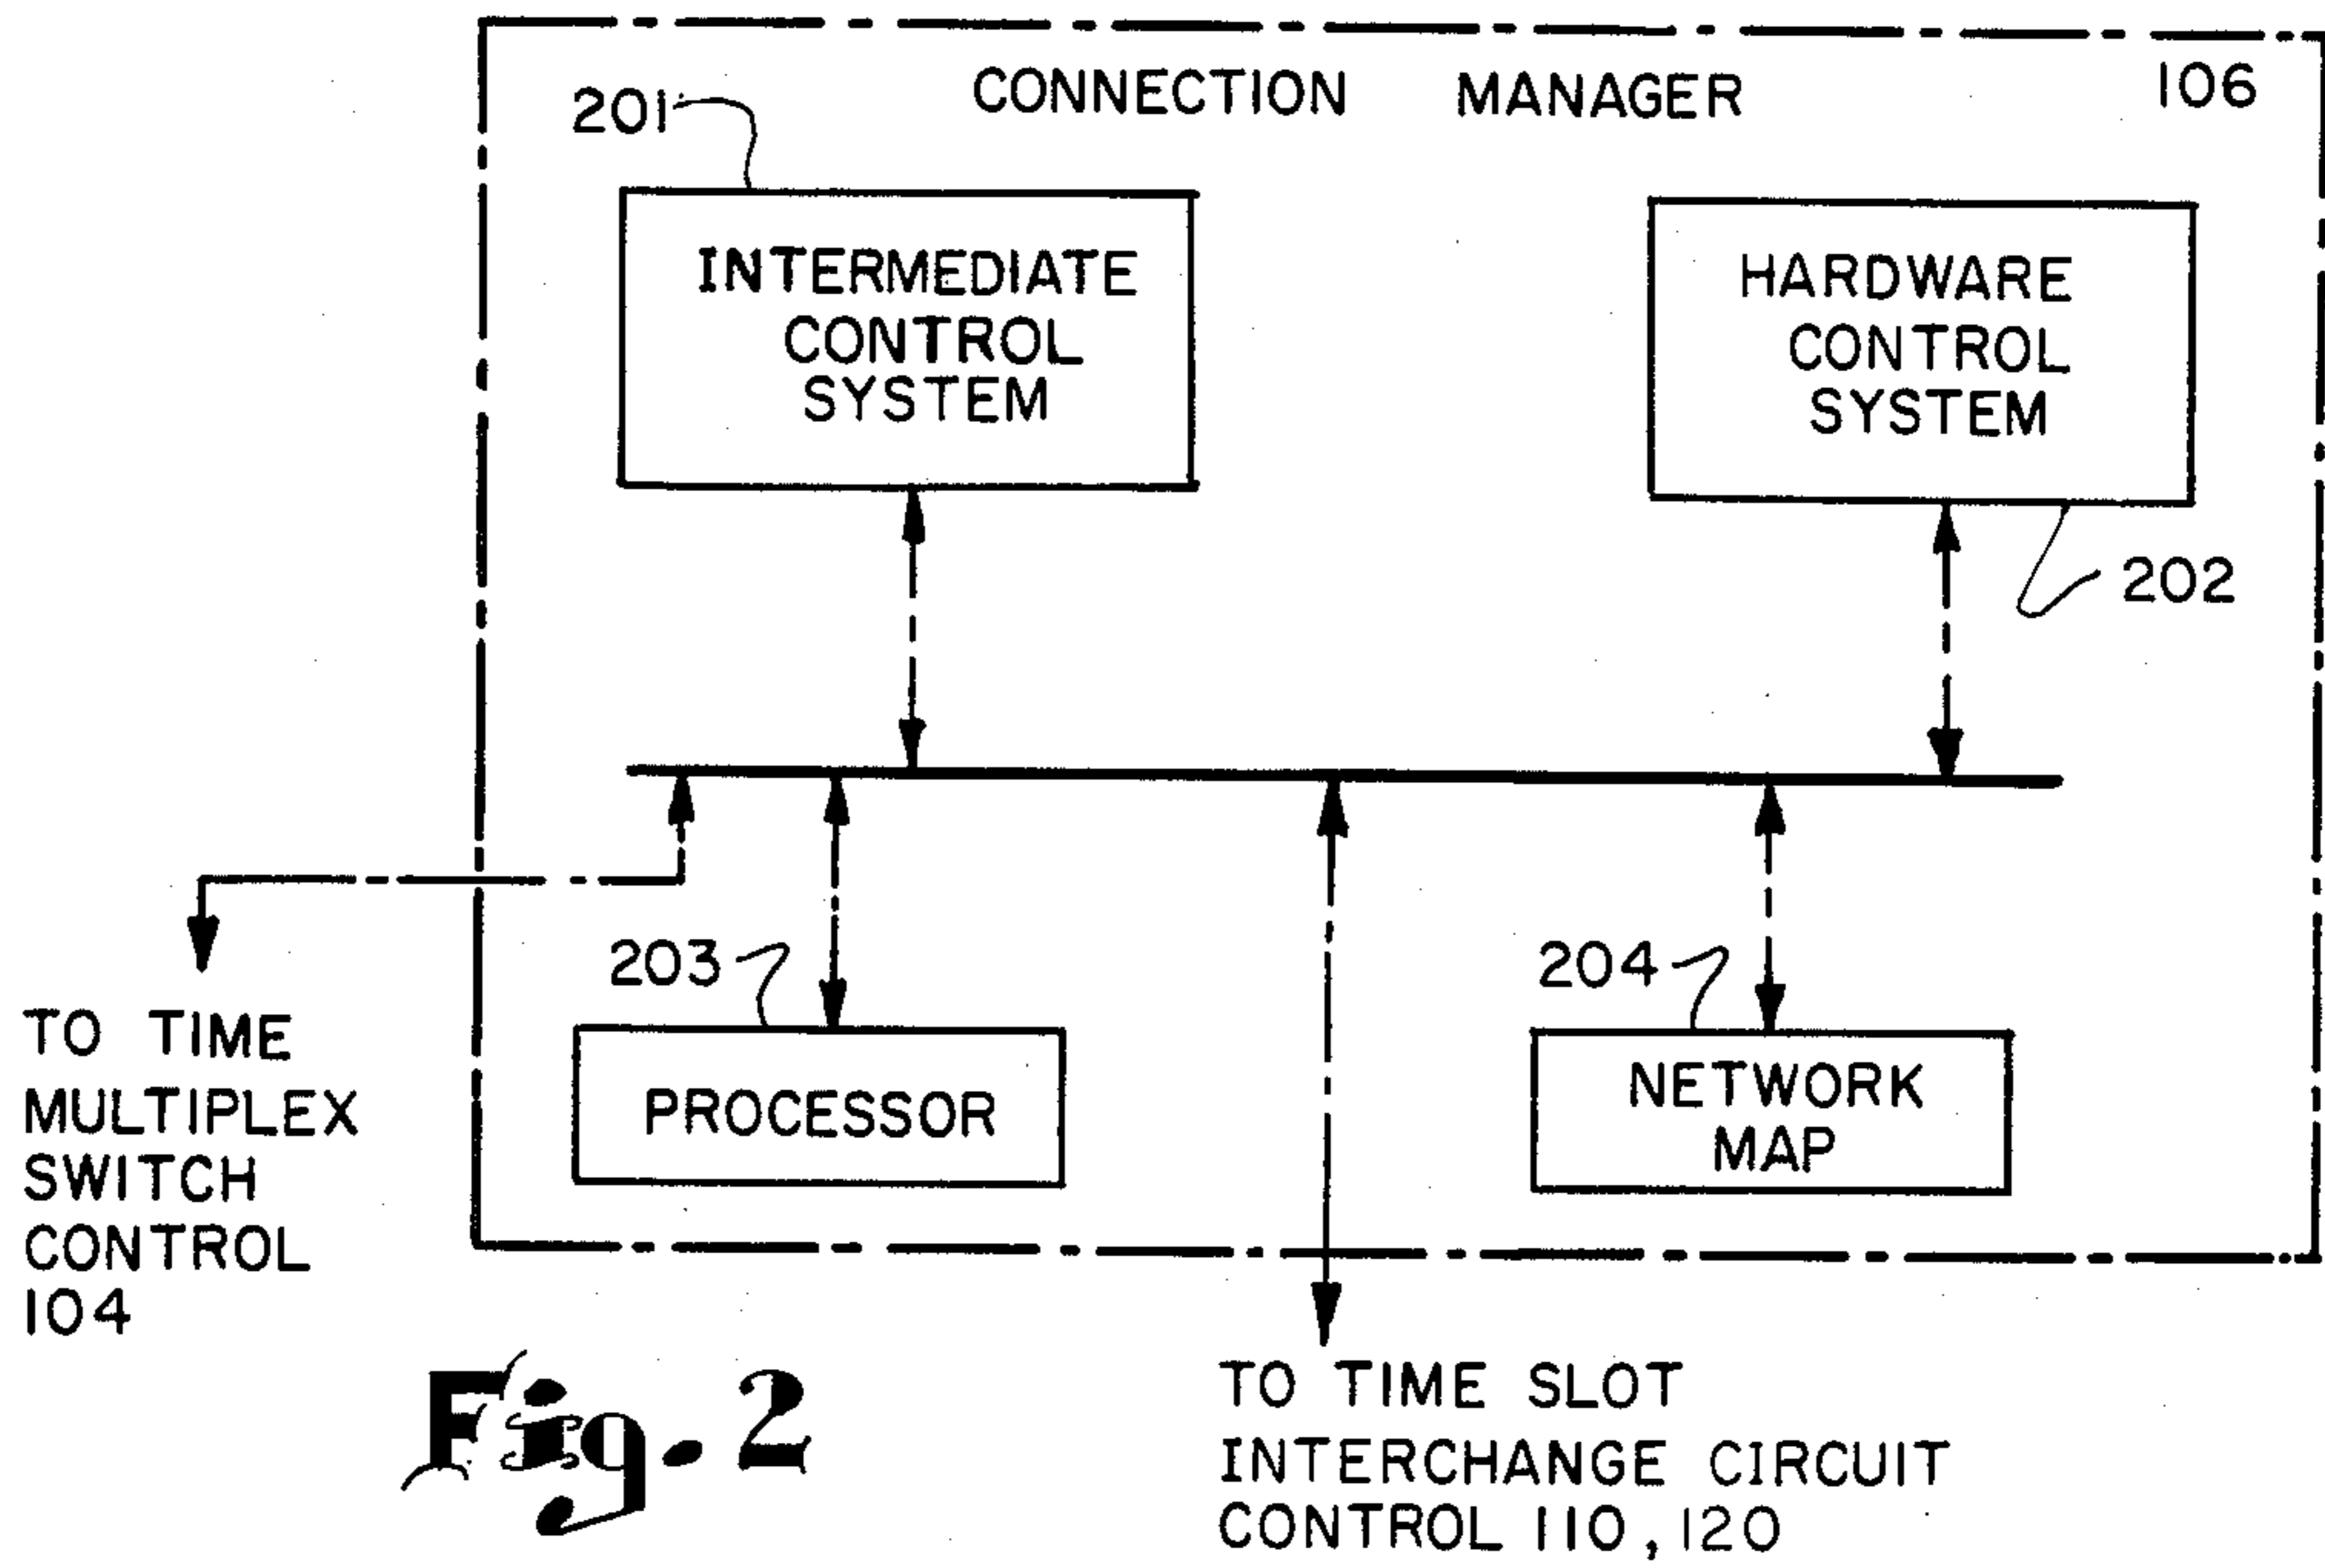 CONNECTION MANAGER
106
201
INTERMEDIATE
CONTROL
SYSTEM
HARDWARE
CONTROL
SYSTEM
202
203
204
PROCESSOR
NETWORK
MAP
TO TIME
MULTIPLEX
SWITCH
CONTROL
104
TO TIME SLOT
INTERCHANGE CIRCUIT
CONTROL 110, 120
Fig. 2